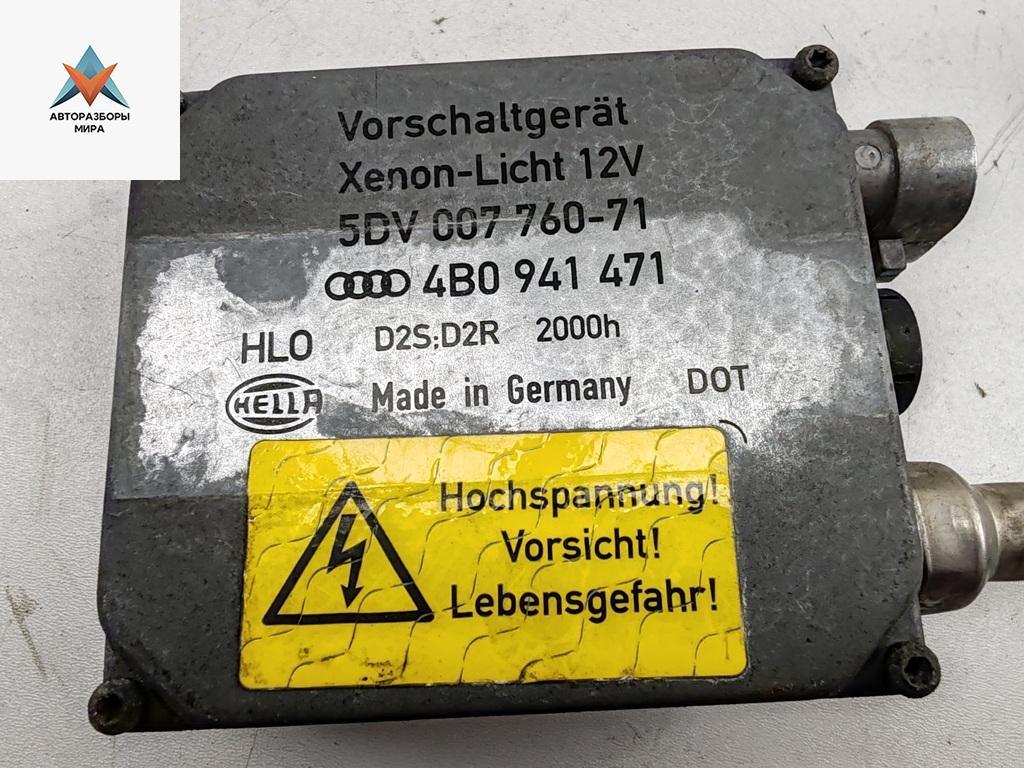 АВТОРАЗБОРЫ
МИРА
Vorschaltgerät
Xenon-Licht 12V
5DV 007 760-71
4B0 941 471
HLO D2S;D2R 2000h
HELLA Made in Germany DOT
Hochspannung!
Vorsicht!
Lebensgefahr!